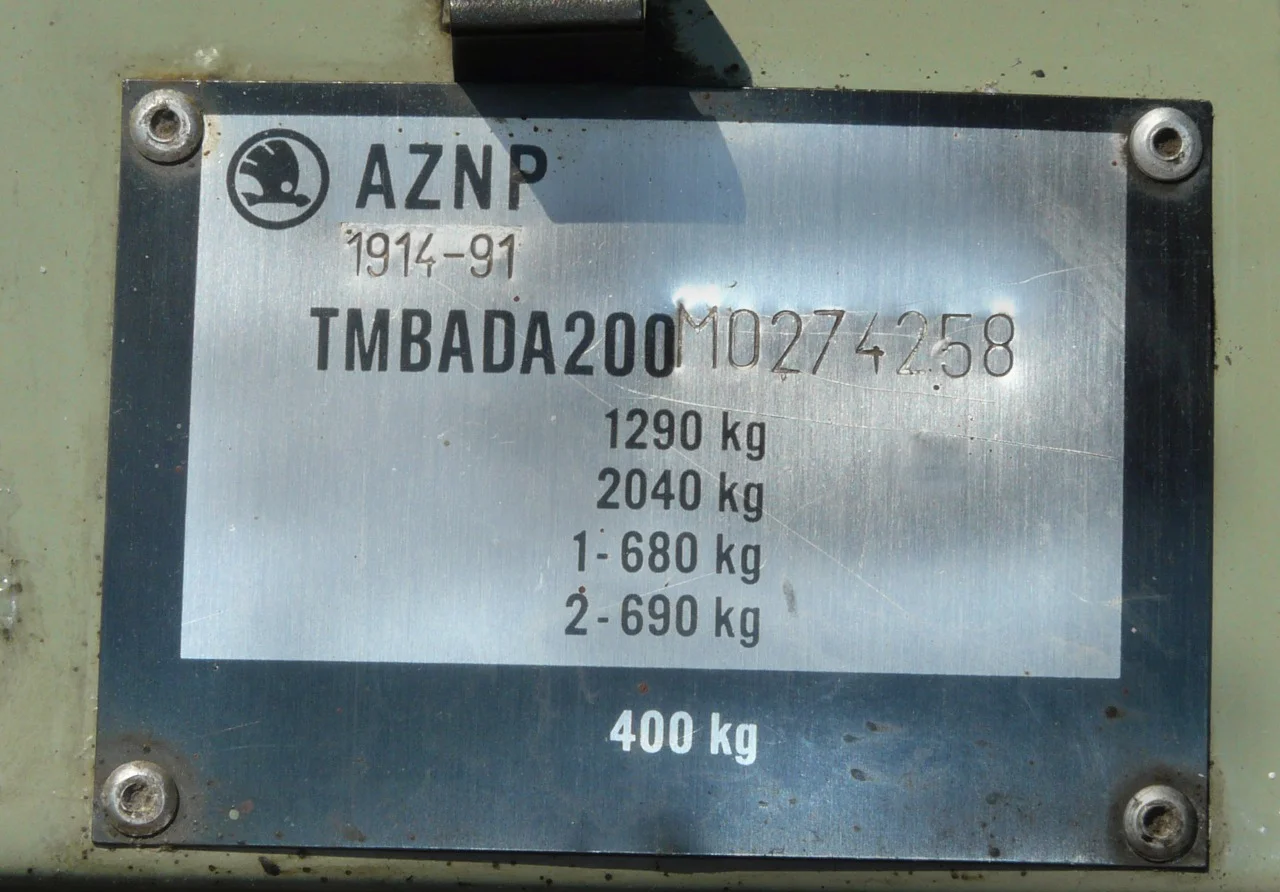 AZNP
1914-91
TMBADA200M0274258
1290 kg
2040 kg
1-680 kg
2-690 kg
400 kg